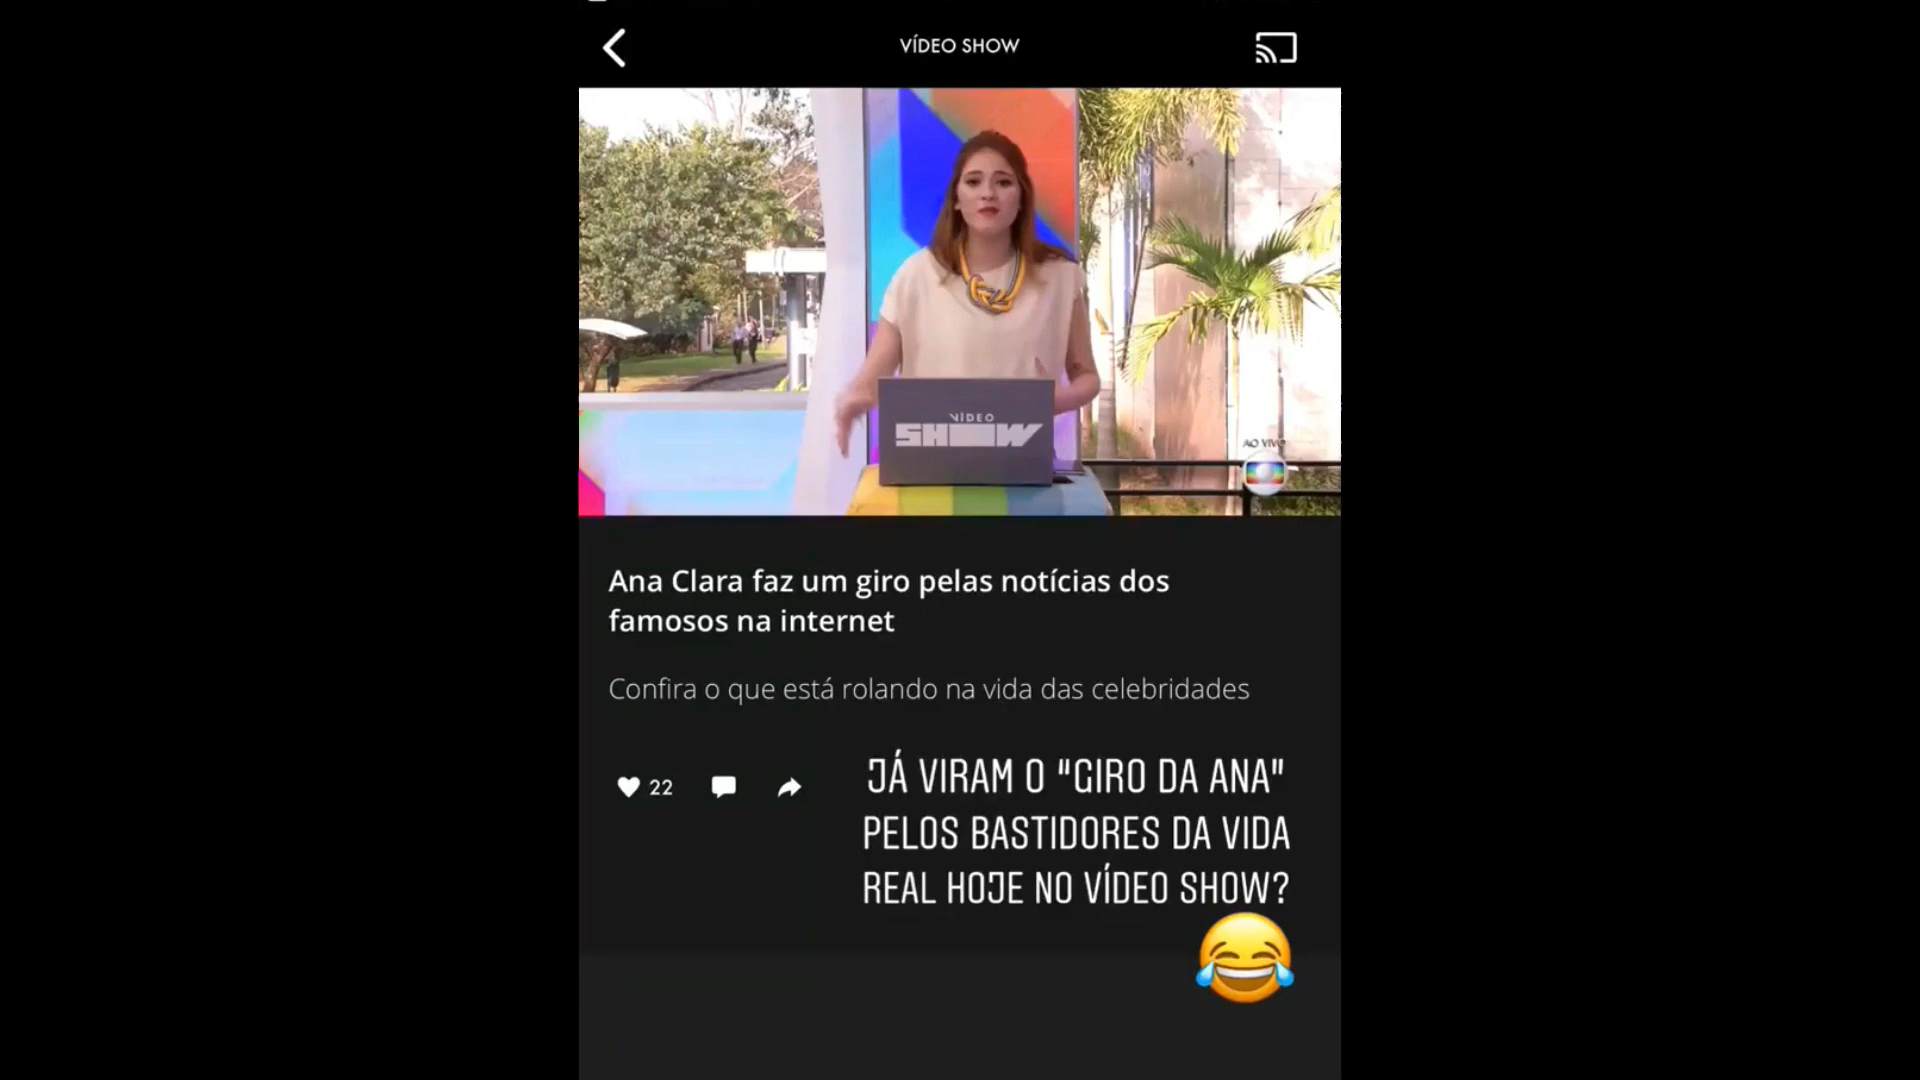 VÍDEO SHOW
VÍDEO
SHOW
AO VIVO
Ana Clara faz um giro pelas notícias dos
famosos na internet
Confira o que está rolando na vida das celebridades
22
JÁ VIRAM O "GIRO DA ANA"
PELOS BASTIDORES DA VIDA
REAL HOJE NO VÍDEO SHOW?